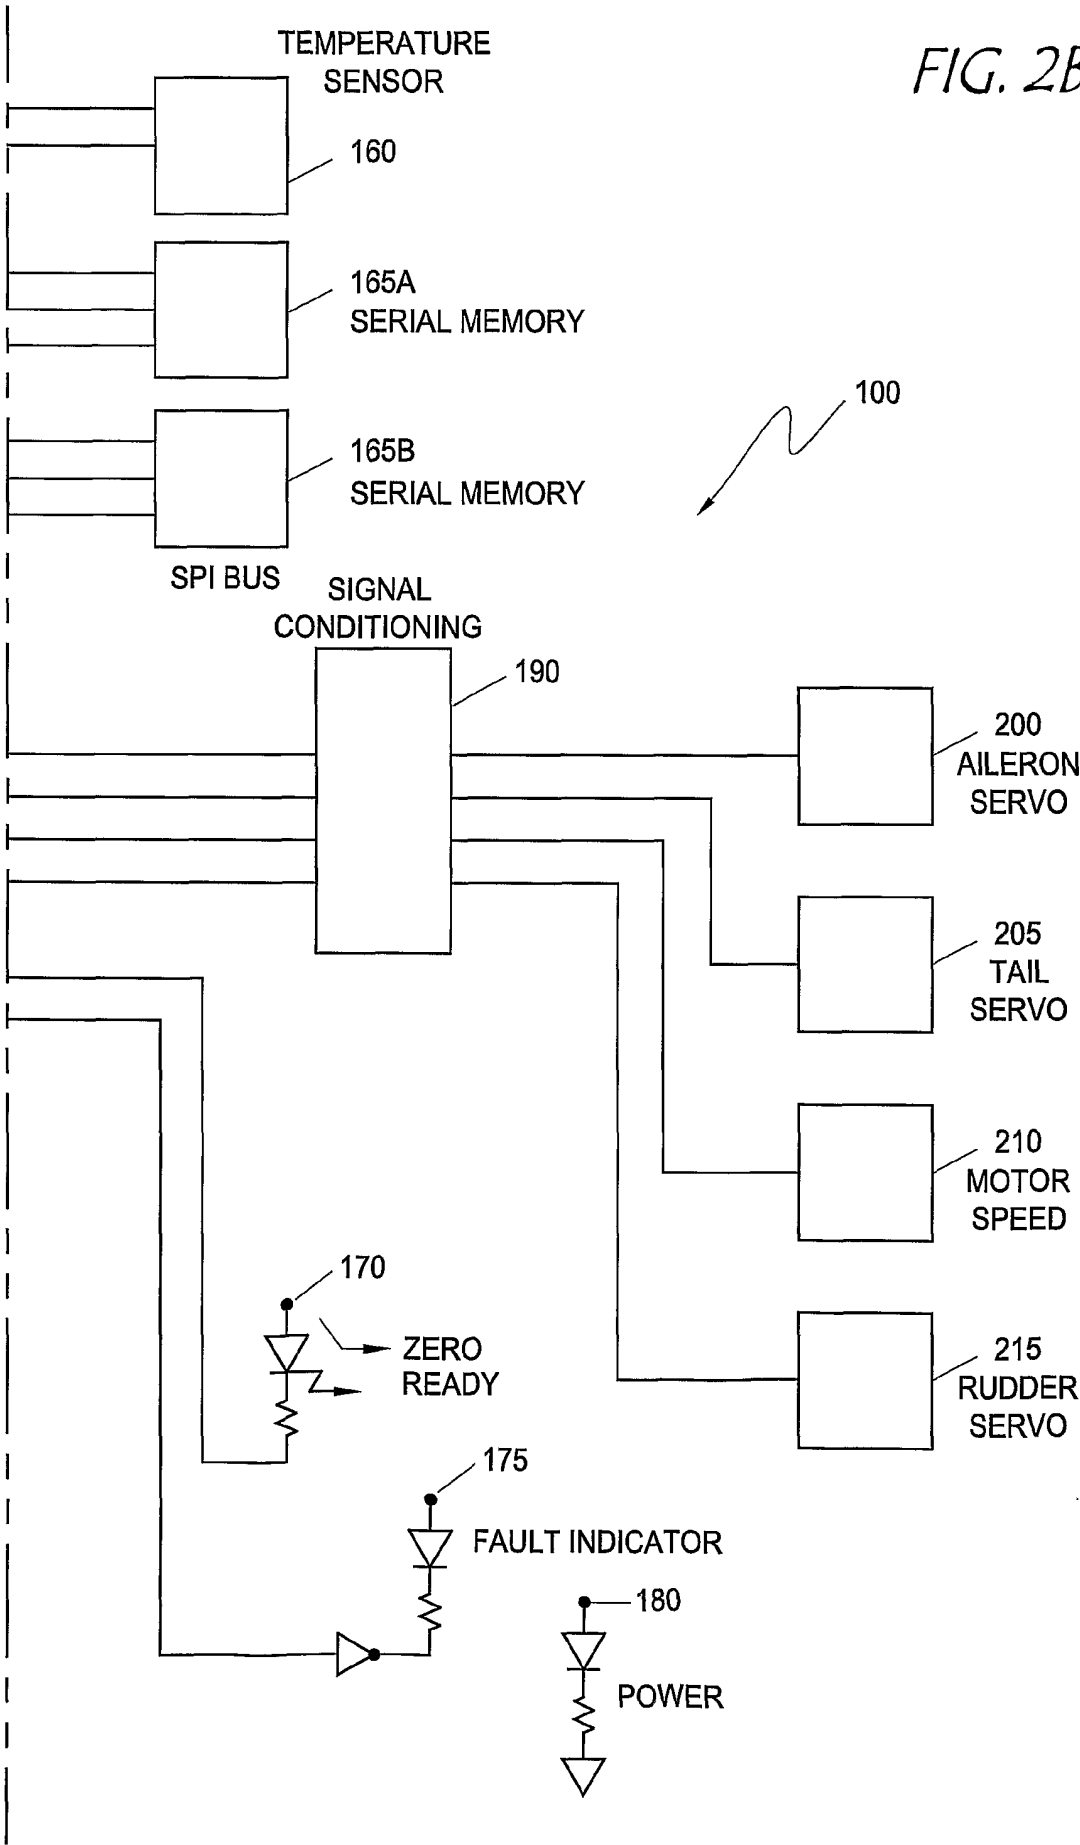 TEMPERATURE
SENSOR
FIG. 2B
160
165A
SERIAL MEMORY
100
165B
SERIAL MEMORY
SPI BUS
SIGNAL
CONDITIONING
190
200
AILERON
SERVO
205
TAIL
SERVO
210
MOTOR
SPEED
170
ZERO
READY
215
RUDDER
SERVO
175
FAULT INDICATOR
180
POWER